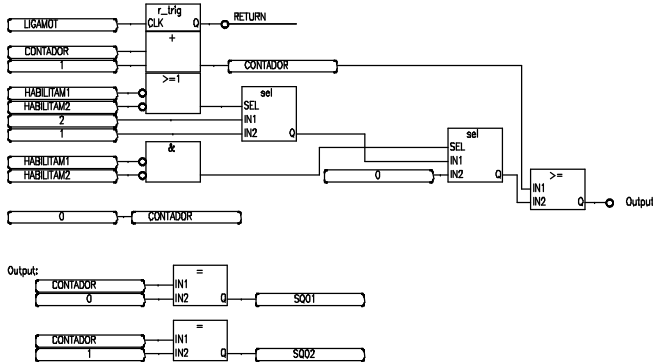 r_trig
LIGAMOT CLK Q RETURN
+
CONTADOR
1 CONTADOR
>=1
HABILITAM1 sel
HABILITAM2 SEL
2 IN1
1 IN2 Q
sel
& SEL
HABILITAM1 IN1 >=
HABILITAM2 0 IN2 Q IN1
IN2 Q Output
0 CONTADOR
Output:
=
CONTADOR IN1
0 IN2 Q SQ01
=
CONTADOR IN1
1 IN2 Q SQ02